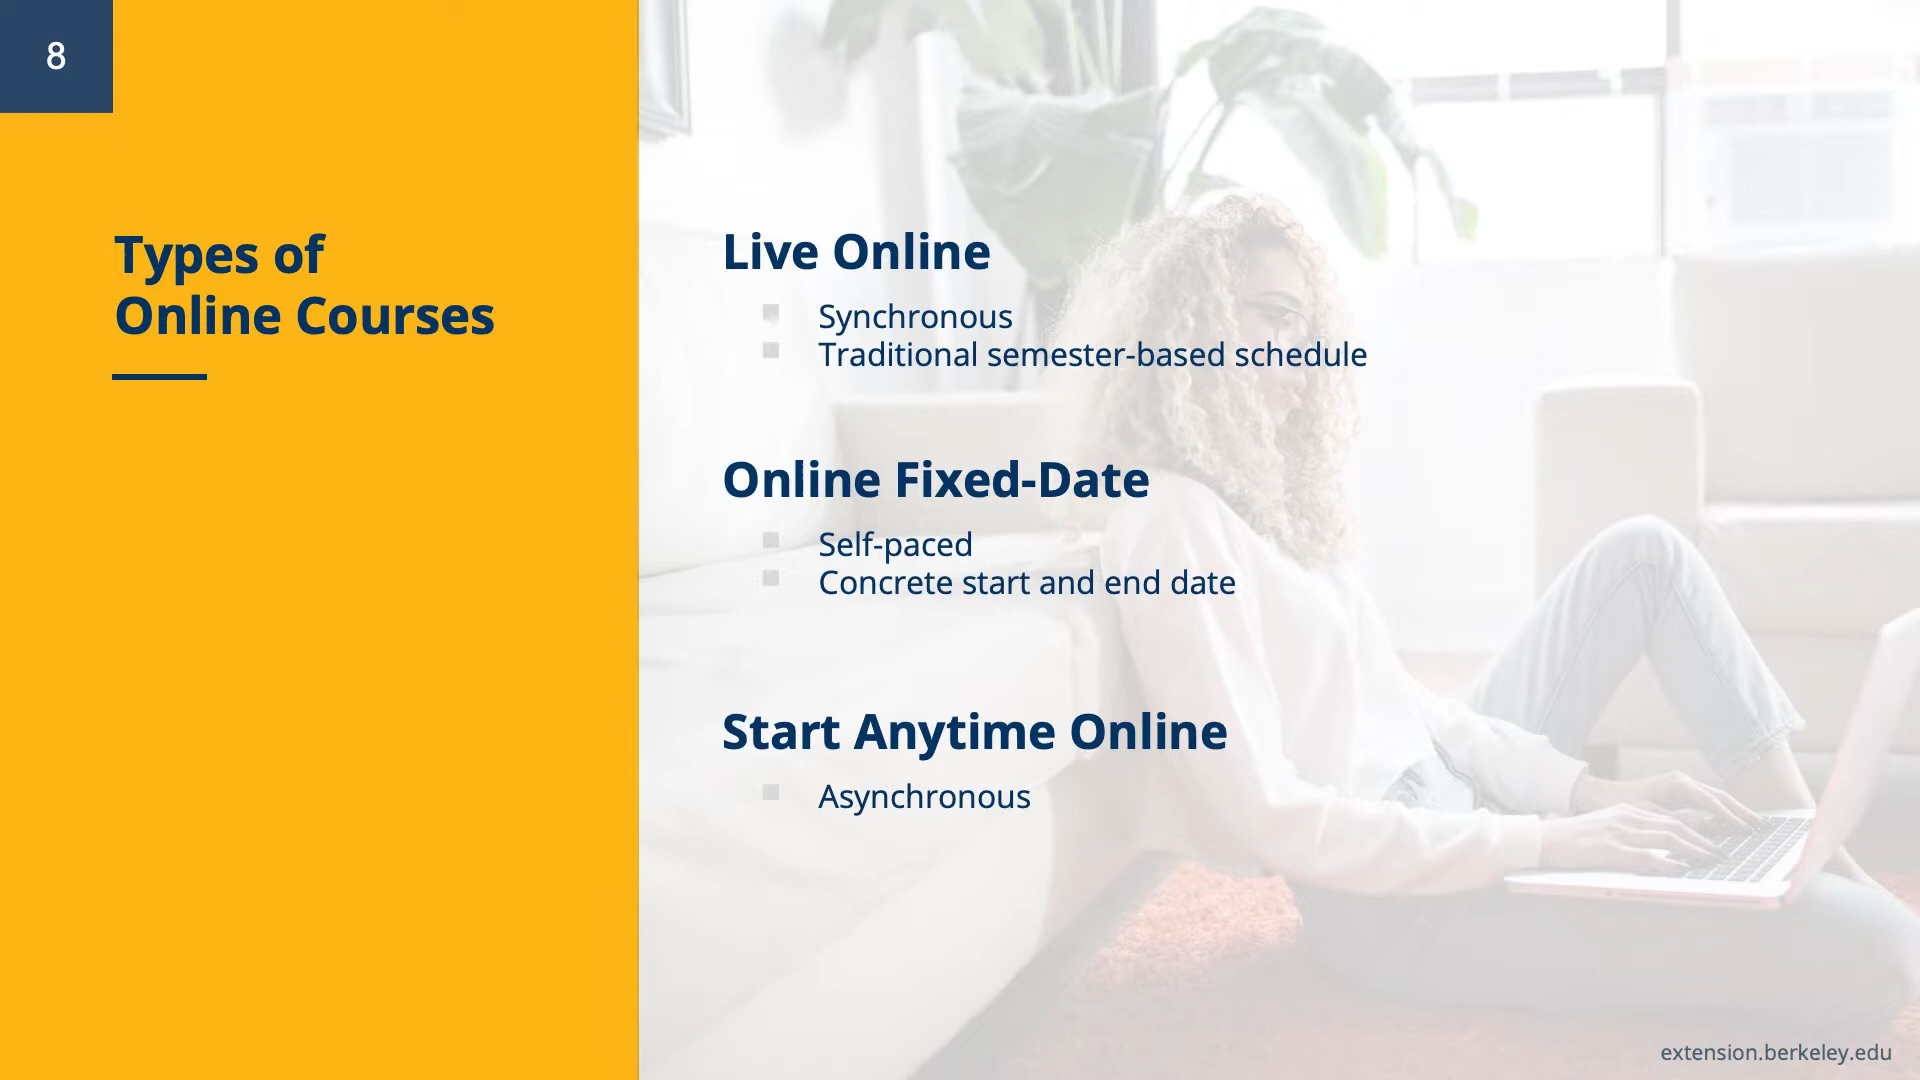 8
Types of
Online Courses
Live Online
Synchronous
Traditional semester-based schedule
Online Fixed-Date
Self-paced
Concrete start and end date
Start Anytime Online
Asynchronous
extension.berkeley.edu